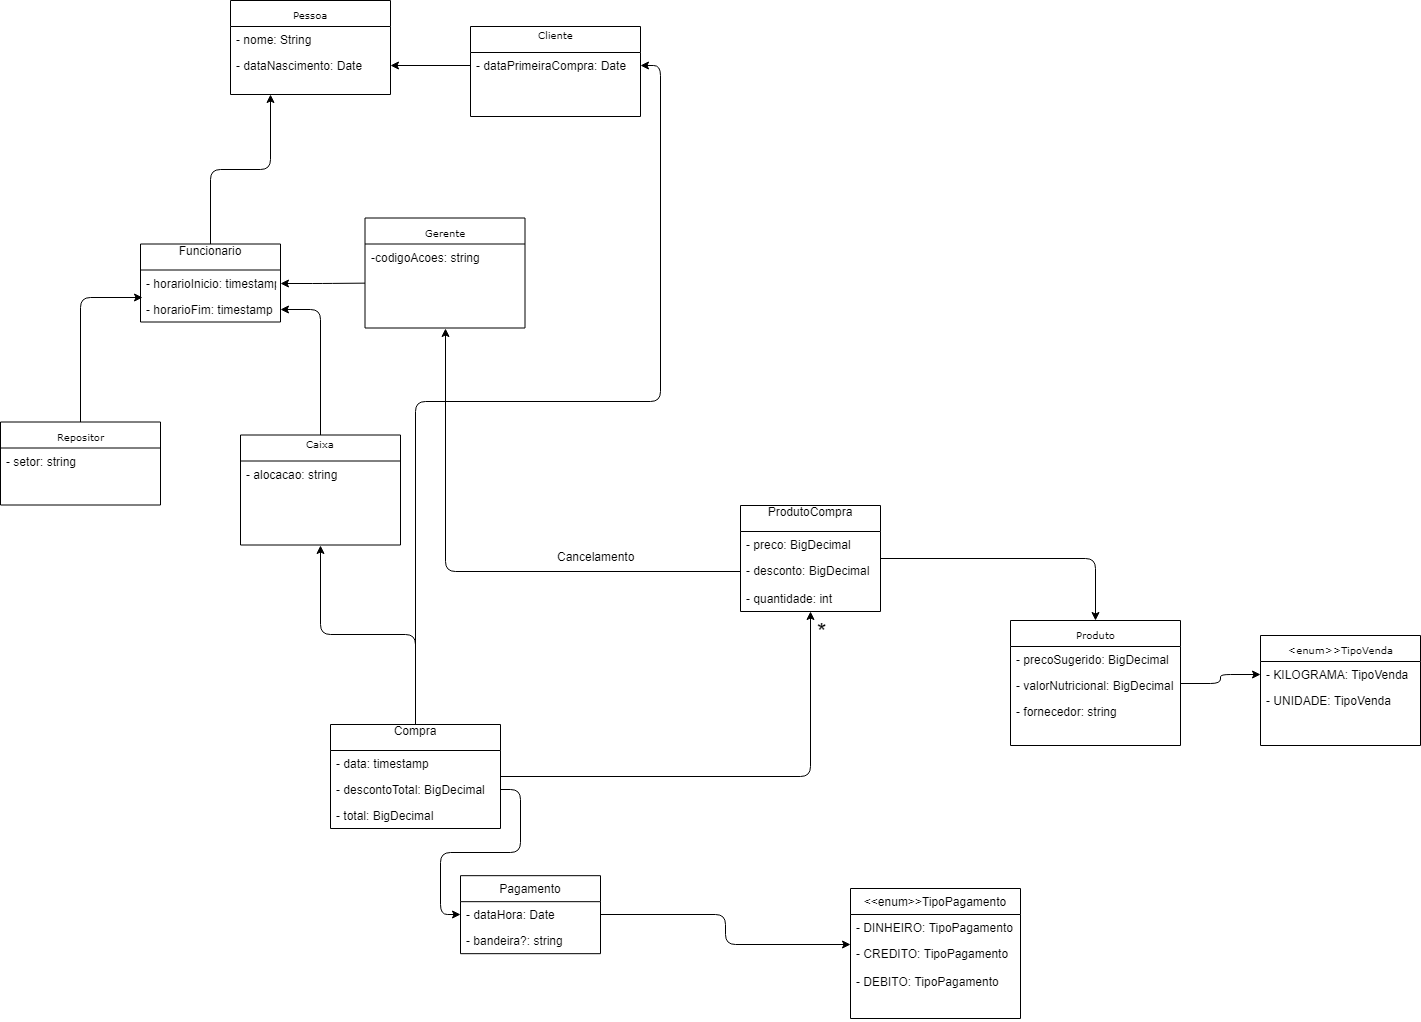 Pessoa
- nome: String
- dataNascimento: Date
Cliente
- dataPrimeiraCompra: Date
Gerente
-codigoAcoes: string
Funcionario
- horarioInicio: timestamp
- horarioFim: timestamp
Repositor
- setor: string
Caixa
- alocacao: string
Cancelamento
ProdutoCompra
- preco: BigDecimal
- desconto: BigDecimal
- quantidade: int
*
Produto
- precoSugerido: BigDecimal
- valorNutricional: BigDecimal
- fornecedor: string
<enum>>TipoVenda
- KILOGRAMA: TipoVenda
- UNIDADE: TipoVenda
Compra
- data: timestamp
- descontoTotal: BigDecimal
- total: BigDecimal
Pagamento
- dataHora: Date
- bandeira?: string
<<enum>>TipoPagamento
- DINHEIRO: TipoPagamento
- CREDITO: TipoPagamento
- DEBITO: TipoPagamento